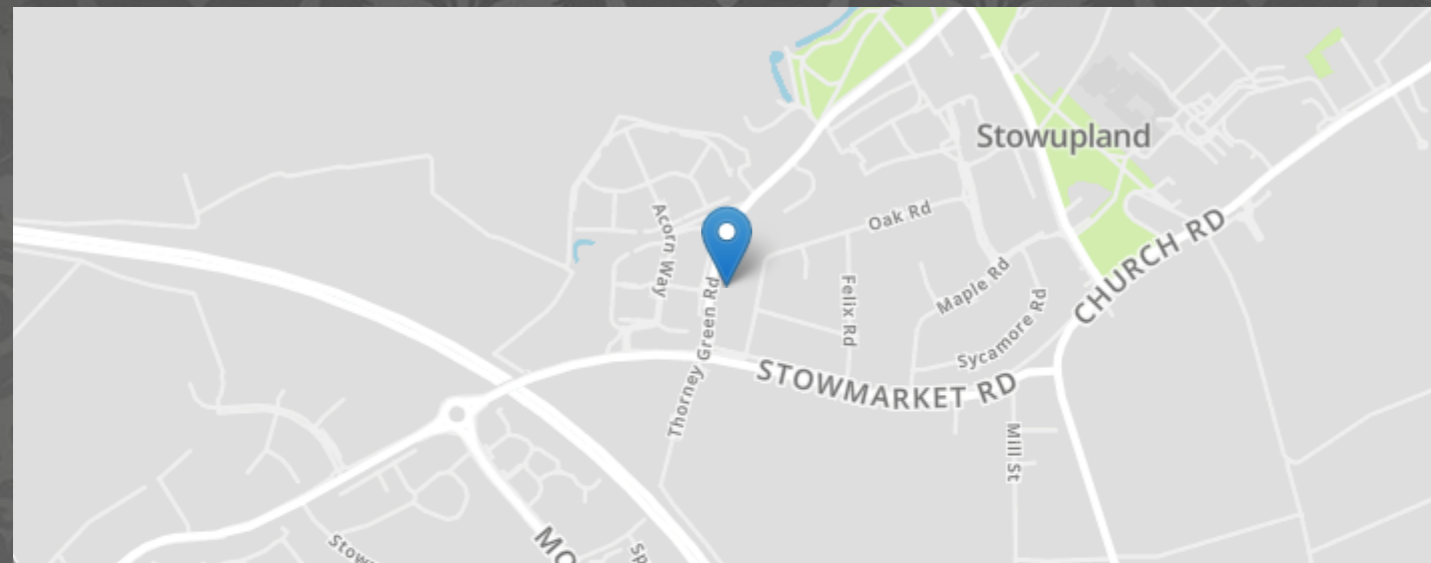 Stowupland
Oak Rd
Acorn Way
CHURCH RD
Maple Rd
Felix Rd
Sycamore Rd
Thorney Green Rd
STOWMARKET RD
Mill St